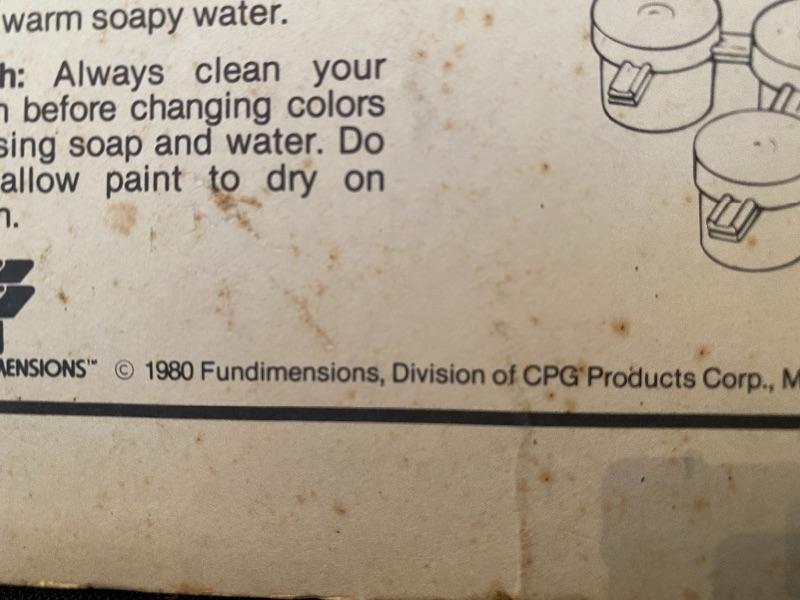 warm soapy water.
h: Always clean your
before changing colors
sing soap and water. Do
allow paint to dry on
n.
MENSIONS™ © 1980 Fundimensions, Division of CPG Products Corp., M